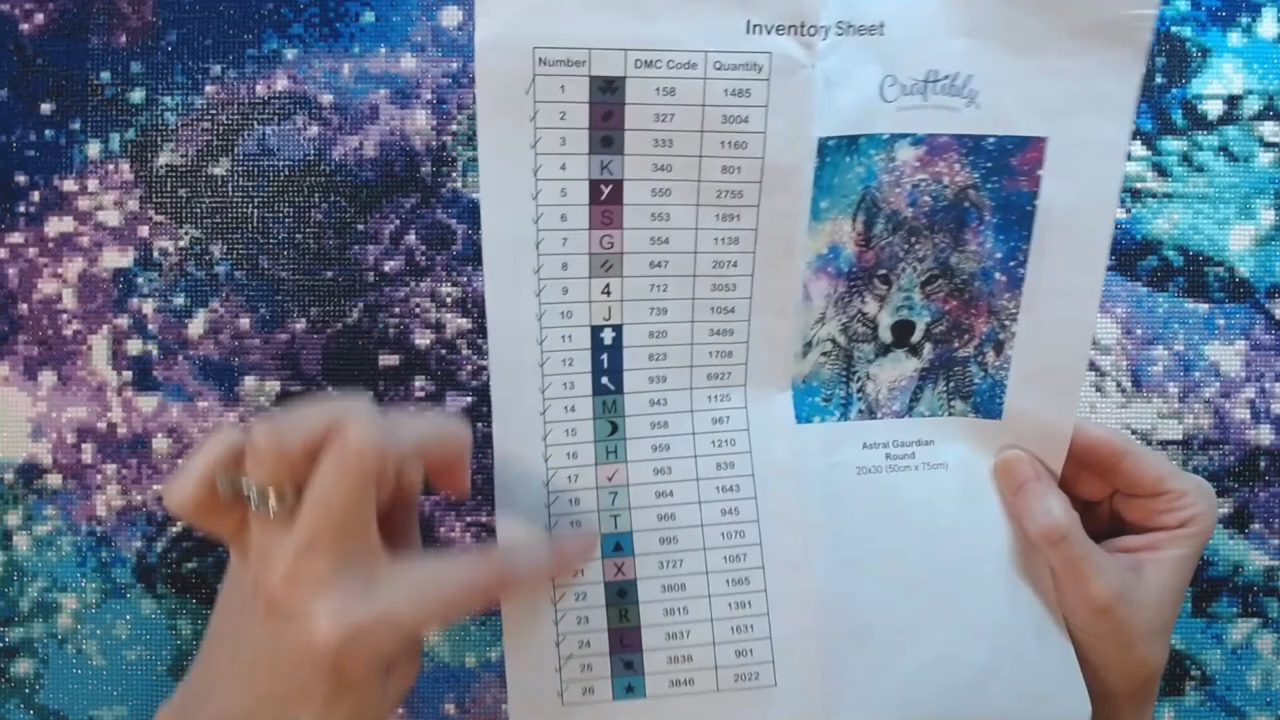 Inventory Sheet
Number DMC Code Quantity
1 158 1485
2 327 3004
3 333 1160
4 K 340 801
5 y 550 2755
6 S 553 1891
7 G 554 1138
8 647 2074
9 4 712 3053
10 J 739 1054
11 820 3489
12 1 823 1708
13 939 6927
14 M 943 1125
15 958 967
16 H 959 1210
17 ✓ 963 839
18 7 964 1643
19 T 966 945
▲ 995 1070
21 X 3727 1057
22 3808 1565
23 R 3815 1391
24 L 3837 1631
25 3838 901
26 ★ 3846 2022
Craftibly
Astral Gaurdian
Round
20x30 (50cm x 75cm)